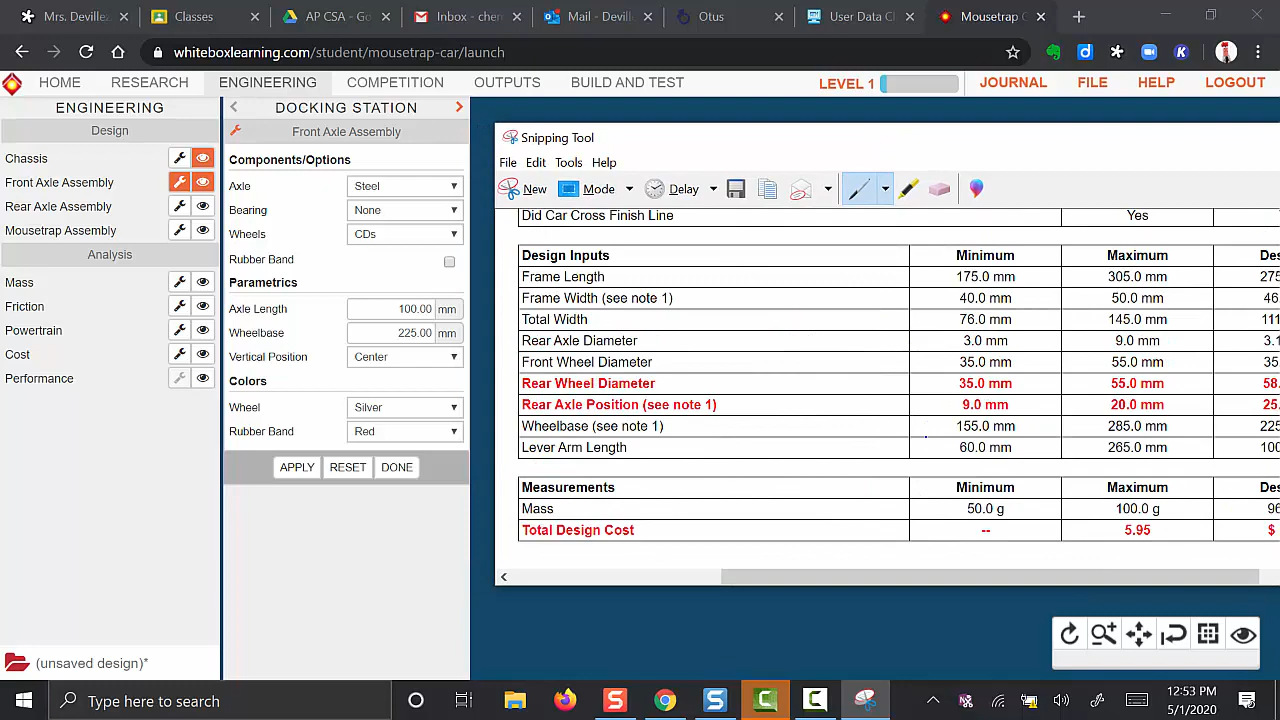 Mrs. Deville
Classes
AP CSA - Go
Inbox - chem
Mail - Deville
Otus
User Data Cl
Mousetrap C
whiteboxlearning.com/student/mousetrap-car/launch
HOME RESEARCH ENGINEERING COMPETITION OUTPUTS BUILD AND TEST LEVEL 1 JOURNAL FILE HELP LOGOUT
ENGINEERING
Design
Chassis
Front Axle Assembly
Rear Axle Assembly
Mousetrap Assembly
Analysis
Mass
Friction
Powertrain
Cost
Performance
(unsaved design)*
DOCKING STATION
Front Axle Assembly
Components/Options
Axle Steel
Bearing None
Wheels CDs
Rubber Band
Parametrics
Axle Length 100.00 mm
Wheelbase 225.00 mm
Vertical Position Center
Colors
Wheel Silver
Rubber Band Red
APPLY RESET DONE
Snipping Tool
File Edit Tools Help
New Mode Delay
Did Car Cross Finish Line Yes
Design Inputs Minimum Maximum Des
Frame Length 175.0 mm 305.0 mm 275
Frame Width (see note 1) 40.0 mm 50.0 mm 46.
Total Width 76.0 mm 145.0 mm 111
Rear Axle Diameter 3.0 mm 9.0 mm 3.1
Front Wheel Diameter 35.0 mm 55.0 mm 35.
Rear Wheel Diameter 35.0 mm 55.0 mm 58.
Rear Axle Position (see note 1) 9.0 mm 20.0 mm 25.
Wheelbase (see note 1) 155.0 mm 285.0 mm 225
Lever Arm Length 60.0 mm 265.0 mm 100
Measurements Minimum Maximum Des
Mass 50.0 g 100.0 g 96
Total Design Cost -- 5.95 $
Type here to search
12:53 PM
5/1/2020